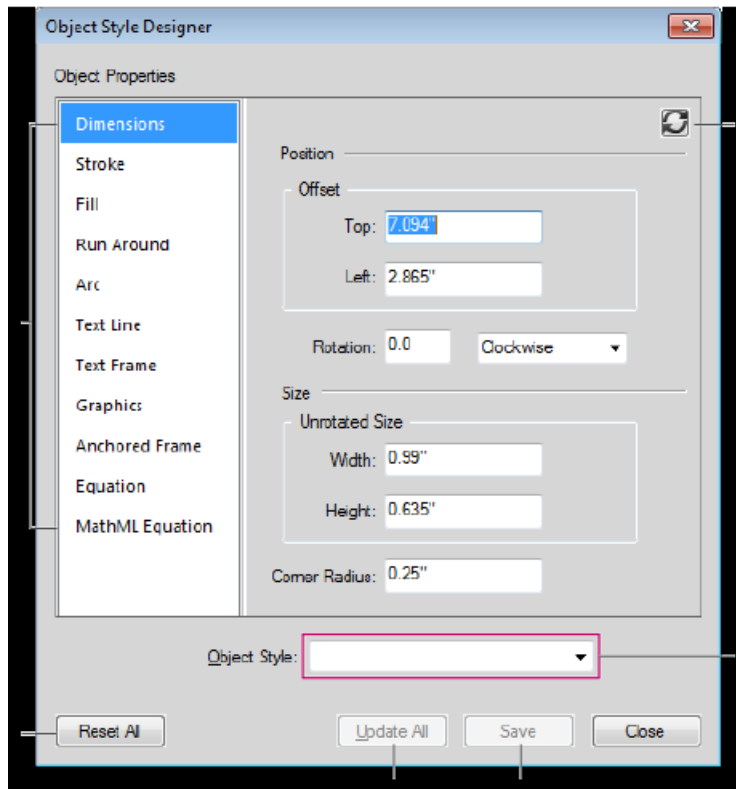 Object Style Designer
Object Properties
Dimensions
Stroke
Fill
Run Around
Arc
Text Line
Text Frame
Graphics
Anchored Frame
Equation
MathML Equation
Position
Offset
Top: 7.094"
Left: 2.865"
Rotation: 0.0 Clockwise
Size
Unrotated Size
Width: 0.99"
Height: 0.635"
Corner Radius: 0.25"
Object Style:
Reset All Update All Save Close